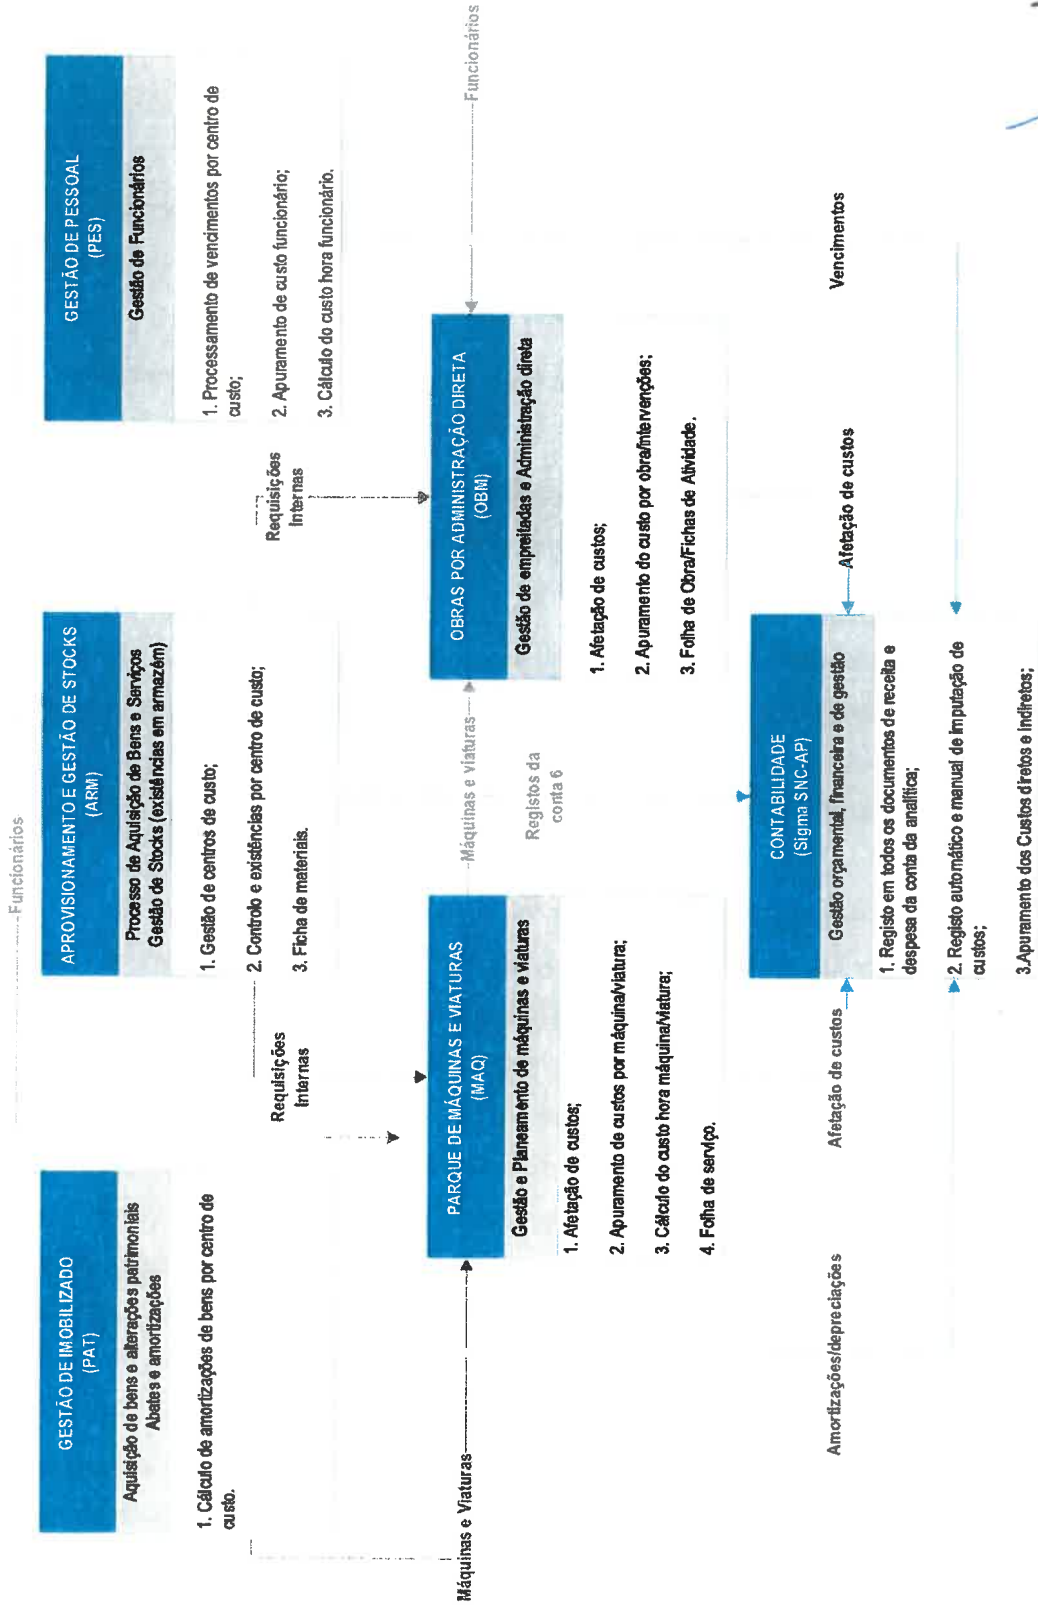 Funcionários
GESTÃO DE IMOBILIZADO
(PAT)
Aquisição de bens e alterações patrimoniais
Abates e amortizações
1. Cálculo de amortizações de bens por centro de
custo.
APROVISIONAMENTO E GESTÃO DE STOCKS
(ARM)
Processo de Aquisição de Bens e Serviços
Gestão de Stocks (existências em armazém)
1. Gestão de centros de custo;
2. Controlo e existências por centro de custo;
3. Ficha de materiais.
GESTÃO DE PESSOAL
(PES)
Gestão de Funcionários
1. Processamento de vencimentos por centro de
custo;
2. Apuramento de custo funcionário;
3. Cálculo do custo hora funcionário.
Requisições
Internas
Requisições
Internas
Máquinas e Viaturas
PARQUE DE MÁQUINAS E VIATURAS
(MAQ)
Gestão e Planeamento de máquinas e viaturas
1. Afetação de custos;
2. Apuramento de custos por máquina/viatura;
3. Cálculo do custo hora máquina/viatura;
4. Folha de serviço.
Máquinas e Viaturas
Registos da
conta 6
OBRAS POR ADMINISTRAÇÃO DIRETA
(OBM)
Gestão de empreitadas e Administração direta
1. Afetação de custos;
2. Apuramento do custo por obra/intervenções;
3. Folha de Obra/Fichas de Atividade.
Funcionários
CONTABILIDADE
(Sigma SNC-AP)
Gestão orçamental, financeira e de gestão
1. Registo em todos os documentos de receita e
despesa da conta da analítica;
2. Registo automático e manual de imputação de
custos;
3.Apuramento dos Custos diretos e indiretos;
Amortizações/depreciações
Afetação de custos
Afetação de custos
Vencimentos